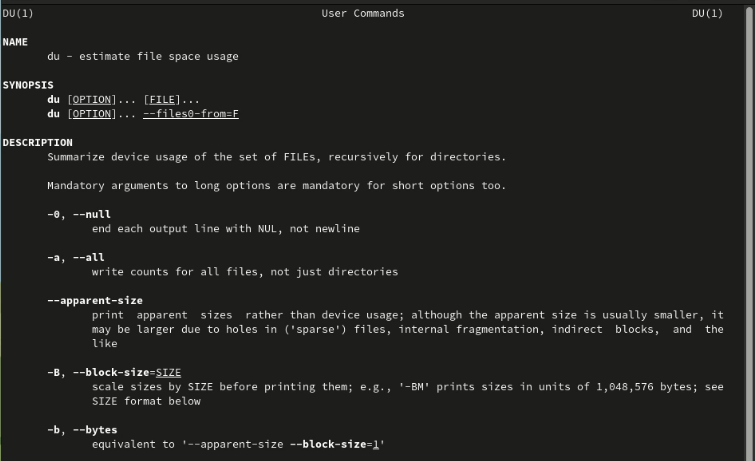 DU(1) User Commands DU(1)
NAME
du - estimate file space usage
SYNOPSIS
du [OPTION]... [FILE]...
du [OPTION]... --files0-from=F
DESCRIPTION
Summarize device usage of the set of FILEs, recursively for directories.
Mandatory arguments to long options are mandatory for short options too.
-0, --null
end each output line with NUL, not newline
-a, --all
write counts for all files, not just directories
--apparent-size
print apparent sizes rather than device usage; although the apparent size is usually smaller, it
may be larger due to holes in ('sparse') files, internal fragmentation, indirect blocks, and the
like
-B, --block-size=SIZE
scale sizes by SIZE before printing them; e.g., '-BM' prints sizes in units of 1,048,576 bytes; see
SIZE format below
-b, --bytes
equivalent to '--apparent-size --block-size=1'